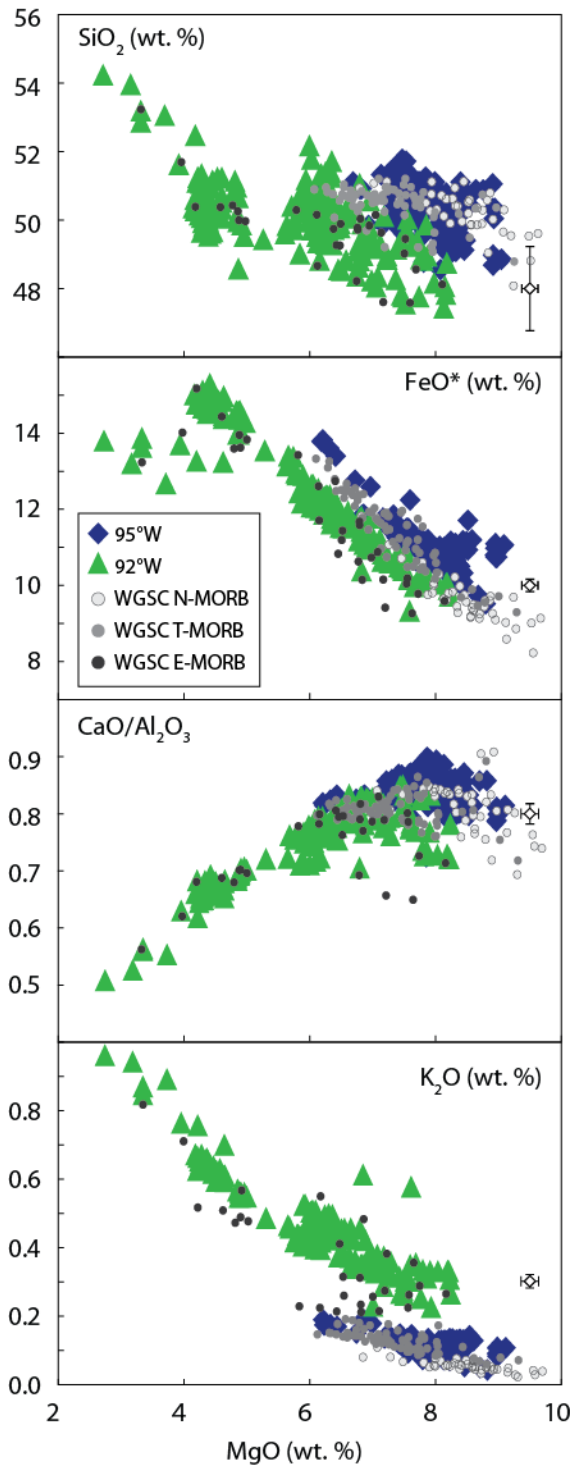 56
SiO₂ (wt. %)
54
52
50
48
FeO* (wt. %)
14
12
10
8
95°W
92°W
WGSC N-MORB
WGSC T-MORB
WGSC E-MORB
CaO/Al₂O₃
0.9
0.8
0.7
0.6
0.5
K₂O (wt. %)
0.8
0.6
0.4
0.2
0.0
2 4 6 8 10
MgO (wt. %)